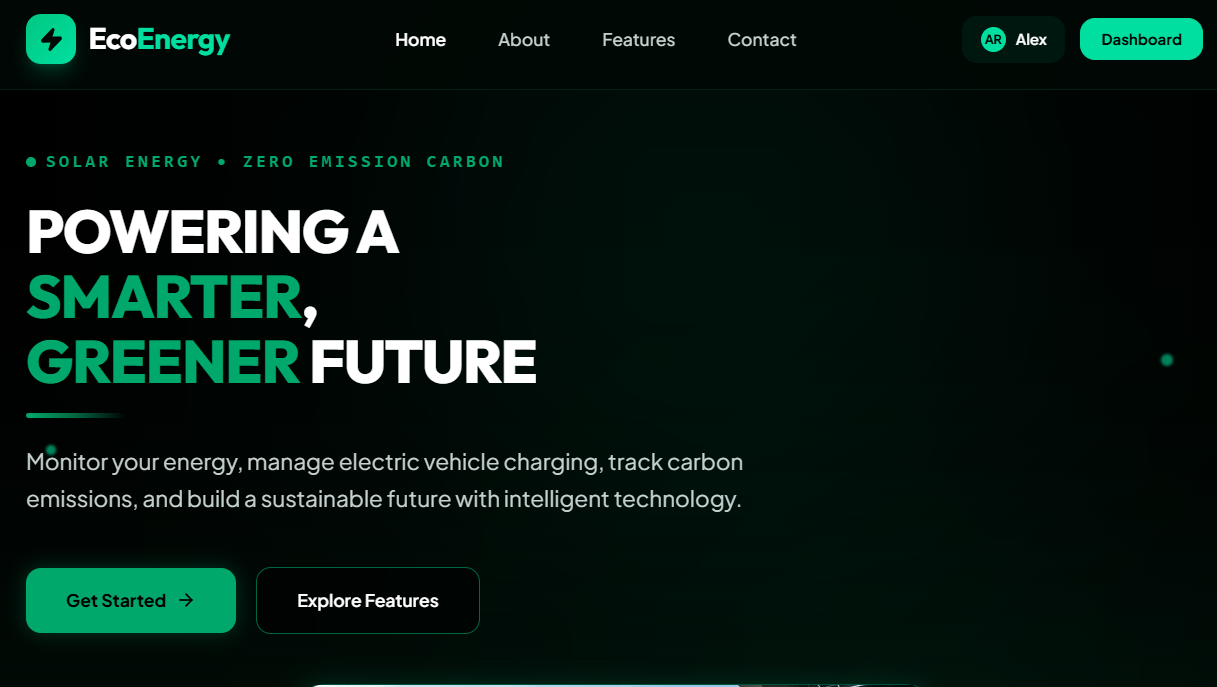 EcoEnergy
Home About Features Contact
AR Alex
Dashboard
SOLAR ENERGY • ZERO EMISSION CARBON
POWERING A
SMARTER,
GREENER FUTURE
Monitor your energy, manage electric vehicle charging, track carbon
emissions, and build a sustainable future with intelligent technology.
Get Started →
Explore Features